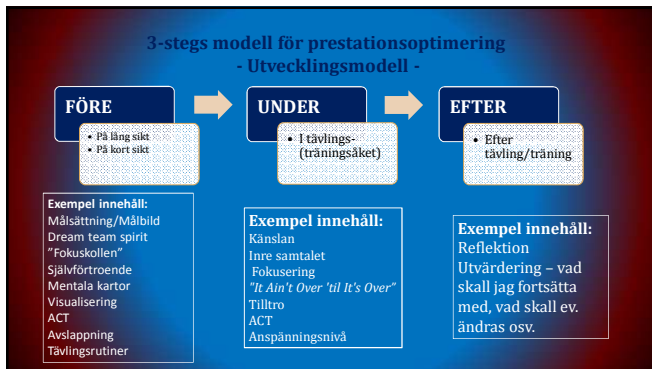 3-stegs modell för prestationsoptimering
- Utvecklingsmodell -
FÖRE
• På lång sikt
• På kort sikt
UNDER
• I tävlings-
(träningsåket)
EFTER
• Efter
tävling/träning
Exempel innehåll:
Målsättning/Målbild
Dream team spirit
”Fokuskollen”
Självförtroende
Mentala kartor
Visualisering
ACT
Avslappning
Tävlingsrutiner
Exempel innehåll:
Känslan
Inre samtalet
Fokusering
"It Ain't Over 'til It's Over"
Tilltro
ACT
Anspänningsnivå
Exempel innehåll:
Reflektion
Utvärdering – vad
skall jag fortsätta
med, vad skall ev.
ändras osv.